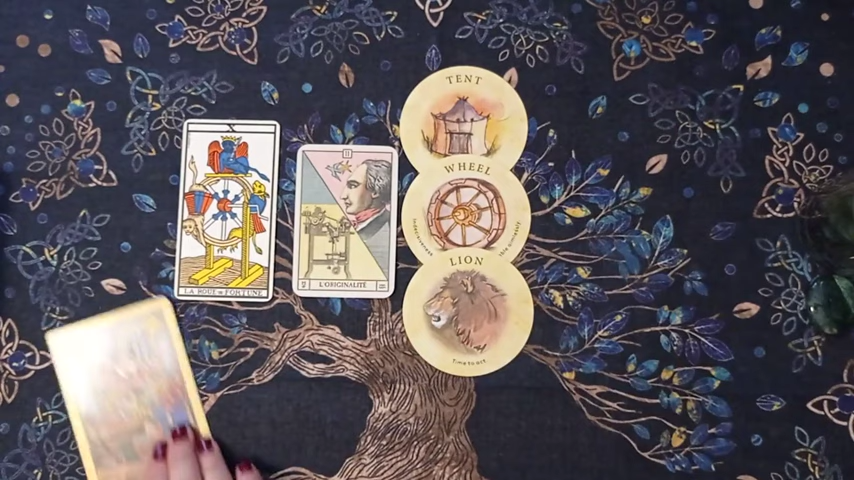 X
LA ROUE DE FORTUNE
L'ORIGINALITÉ
TENT
WHEEL
LION
Time to act